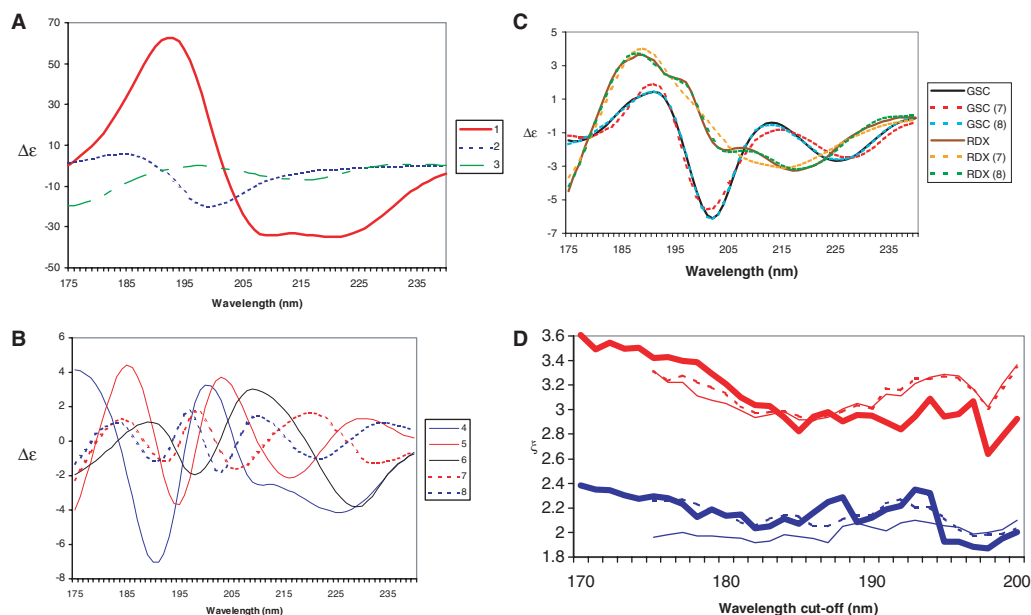 A
70
50
30
10
-10
-30
-50
Δε
175 185 195 205 215 225 235
Wavelength (nm)
1
2
3
C
5
3
1
-1
-3
-5
-7
Δε
175 185 195 205 215 225 235
Wavelength (nm)
GSC
GSC (7)
GSC (8)
RDX
RDX (7)
RDX (8)
B
6
4
2
0
-2
-4
-6
-8
Δε
175 185 195 205 215 225 235
Wavelength (nm)
4
5
6
7
8
D
3.6
3.4
3.2
3
2.8
2.6
2.4
2.2
2
1.8
ξ
170 180 190 200
Wavelength cut-off (nm)